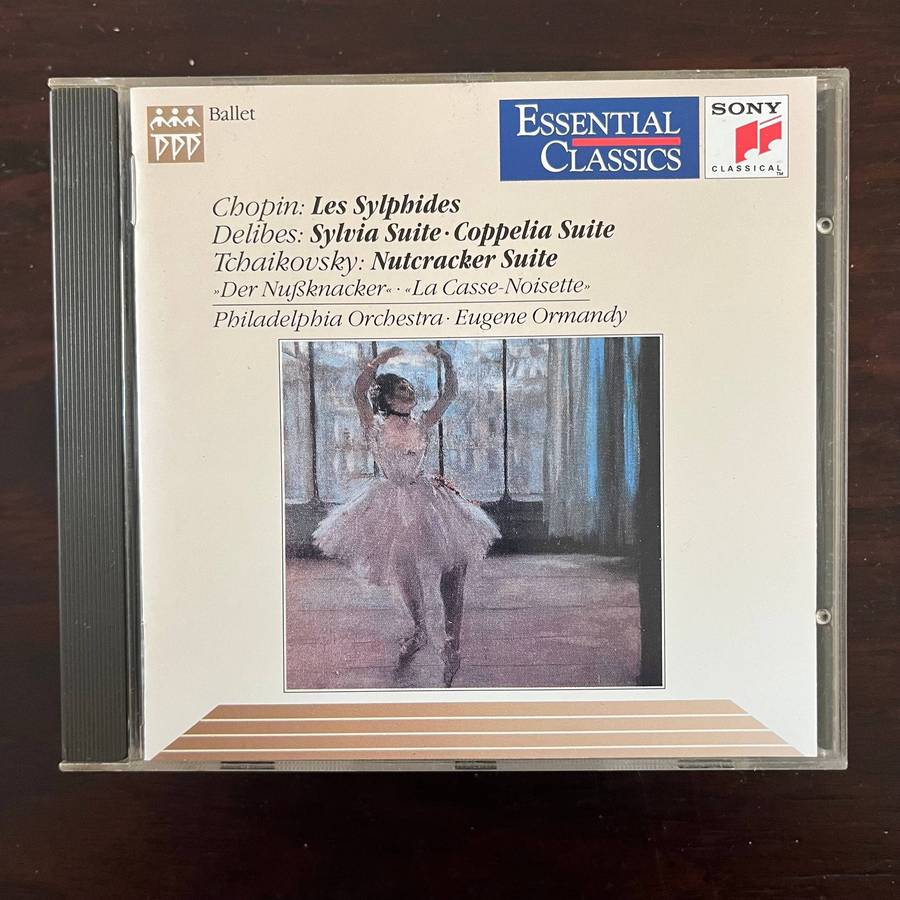 Ballet
ESSENTIAL
CLASSICS
SONY
CLASSICAL™
Chopin: Les Sylphides
Delibes: Sylvia Suite · Coppelia Suite
Tchaikovsky: Nutcracker Suite
»Der Nußknacker« · «La Casse-Noisette»
Philadelphia Orchestra · Eugene Ormandy